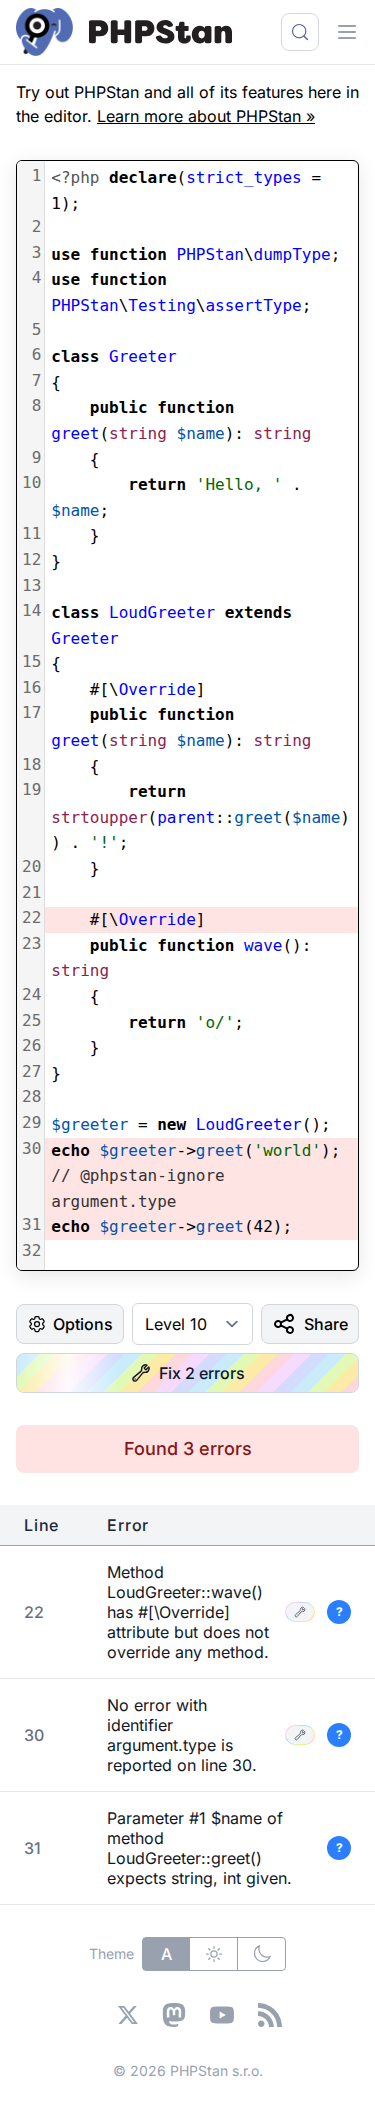 PHPStan
Try out PHPStan and all of its features here in
the editor. Learn more about PHPStan »
1 <?php declare(strict_types =
1);
2
3 use function PHPStan\dumpType;
4 use function
PHPStan\Testing\assertType;
5
6 class Greeter
7 {
8     public function
greet(string $name): string
9     {
10         return 'Hello, ' .
$name;
11     }
12 }
13
14 class LoudGreeter extends
Greeter
15 {
16     #[\Override]
17     public function
greet(string $name): string
18     {
19         return
strtoupper(parent::greet($name)
) . '!';
20     }
21
22     #[\Override]
23     public function wave():
string
24     {
25         return 'o/';
26     }
27 }
28
29 $greeter = new LoudGreeter();
30 echo $greeter->greet('world');
// @phpstan-ignore
argument.type
31 echo $greeter->greet(42);
32
Options Level 10 Share
Fix 2 errors
Found 3 errors
Line Error
22 Method
LoudGreeter::wave()
has #[\Override]
attribute but does not
override any method.
?
30 No error with
identifier
argument.type is
reported on line 30.
?
31 Parameter #1 $name of
method
LoudGreeter::greet()
expects string, int given.
?
Theme A
© 2026 PHPStan s.r.o.